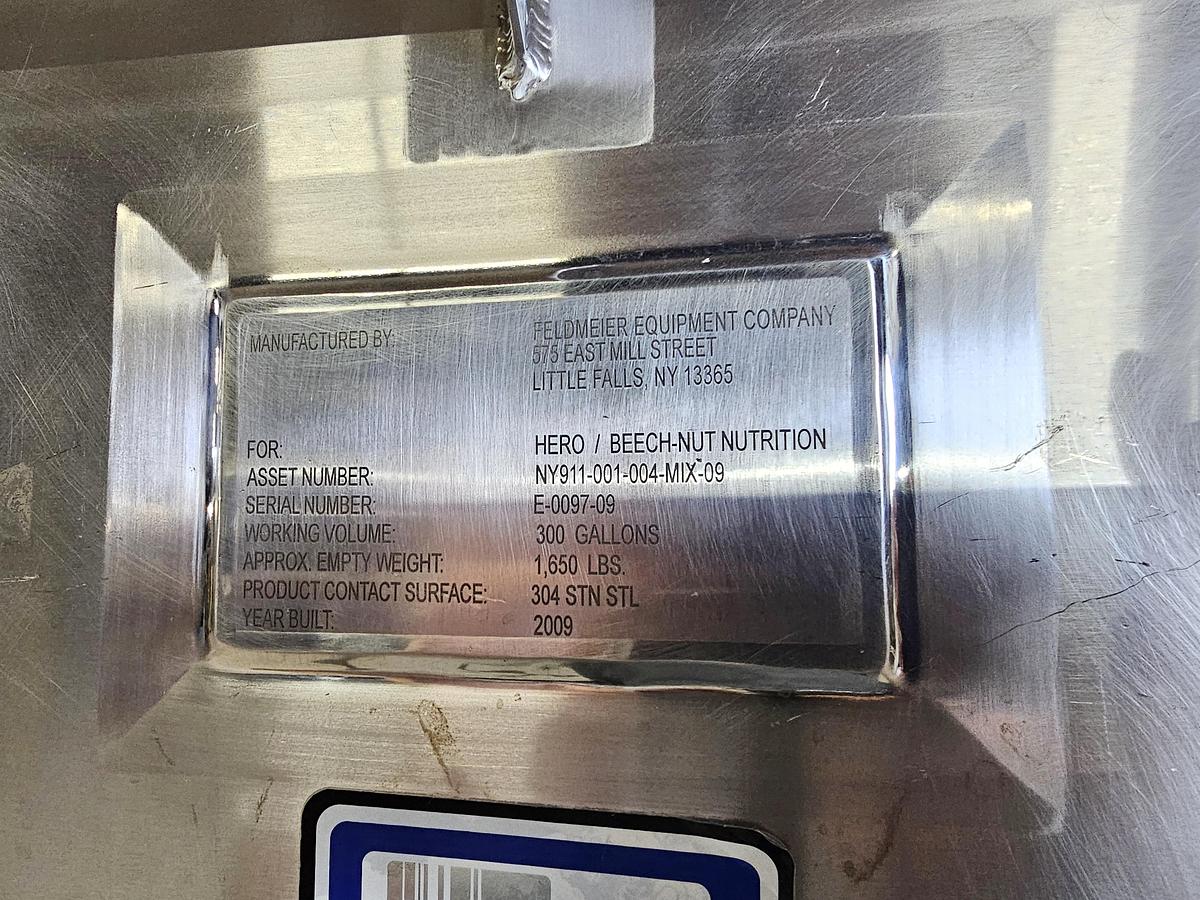 MANUFACTURED BY: FELDMEIER EQUIPMENT COMPANY
575 EAST MILL STREET
LITTLE FALLS, NY 13365
FOR: HERO / BEECH-NUT NUTRITION
ASSET NUMBER: NY911-001-004-MIX-09
SERIAL NUMBER: E-0097-09
WORKING VOLUME: 300 GALLONS
APPROX. EMPTY WEIGHT: 1,650 LBS.
PRODUCT CONTACT SURFACE: 304 STN STL
YEAR BUILT: 2009